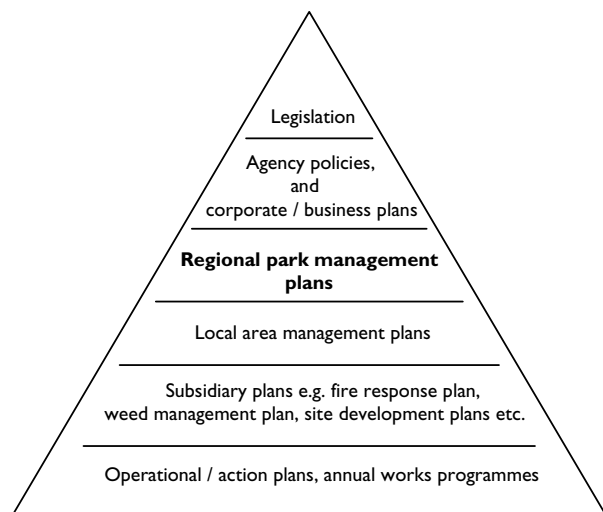 Legislation
Agency policies,
and
corporate / business plans
Regional park management
plans
Local area management plans
Subsidiary plans e.g. fire response plan,
weed management plan, site development plans etc.
Operational / action plans, annual works programmes